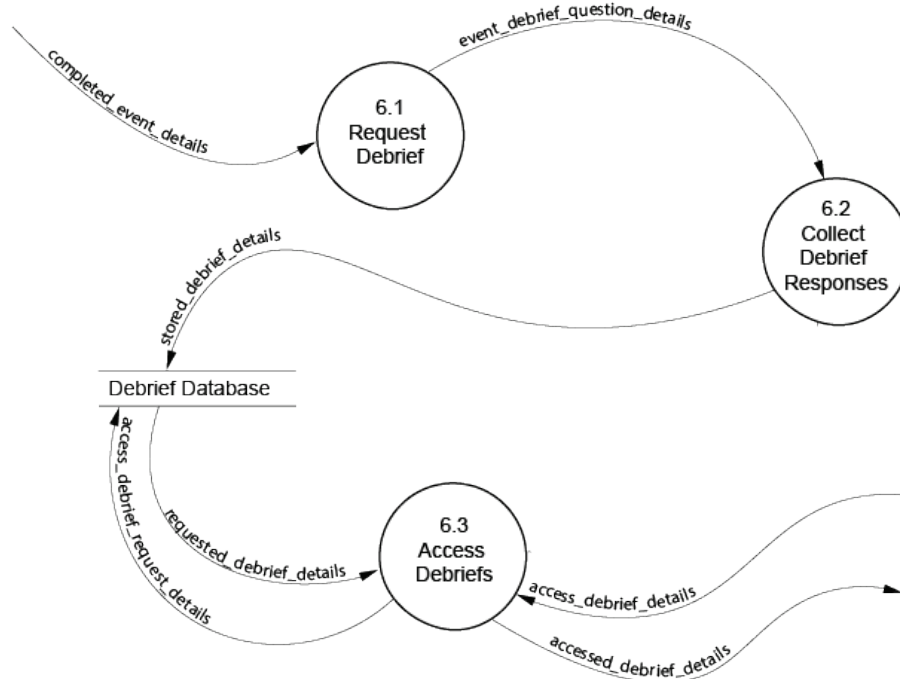 event_debrief_question_details
completed_event_details
6.1
Request
Debrief
6.2
Collect
Debrief
Responses
stored_debrief_details
Debrief Database
access_debrief_request_details
requested_debrief_details
6.3
Access
Debriefs
access_debrief_details
accessed_debrief_details